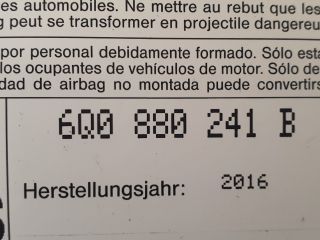 es automobiles. Ne mettre au rebut que les
g peut se transformer en projectile dangereu
por personal debidamente formado. Sólo esta
los ocupantes de vehículos de motor. Sólo de
dad de airbag no montada puede convertirs
6Q0 880 241 B
Herstellungsjahr: 2016